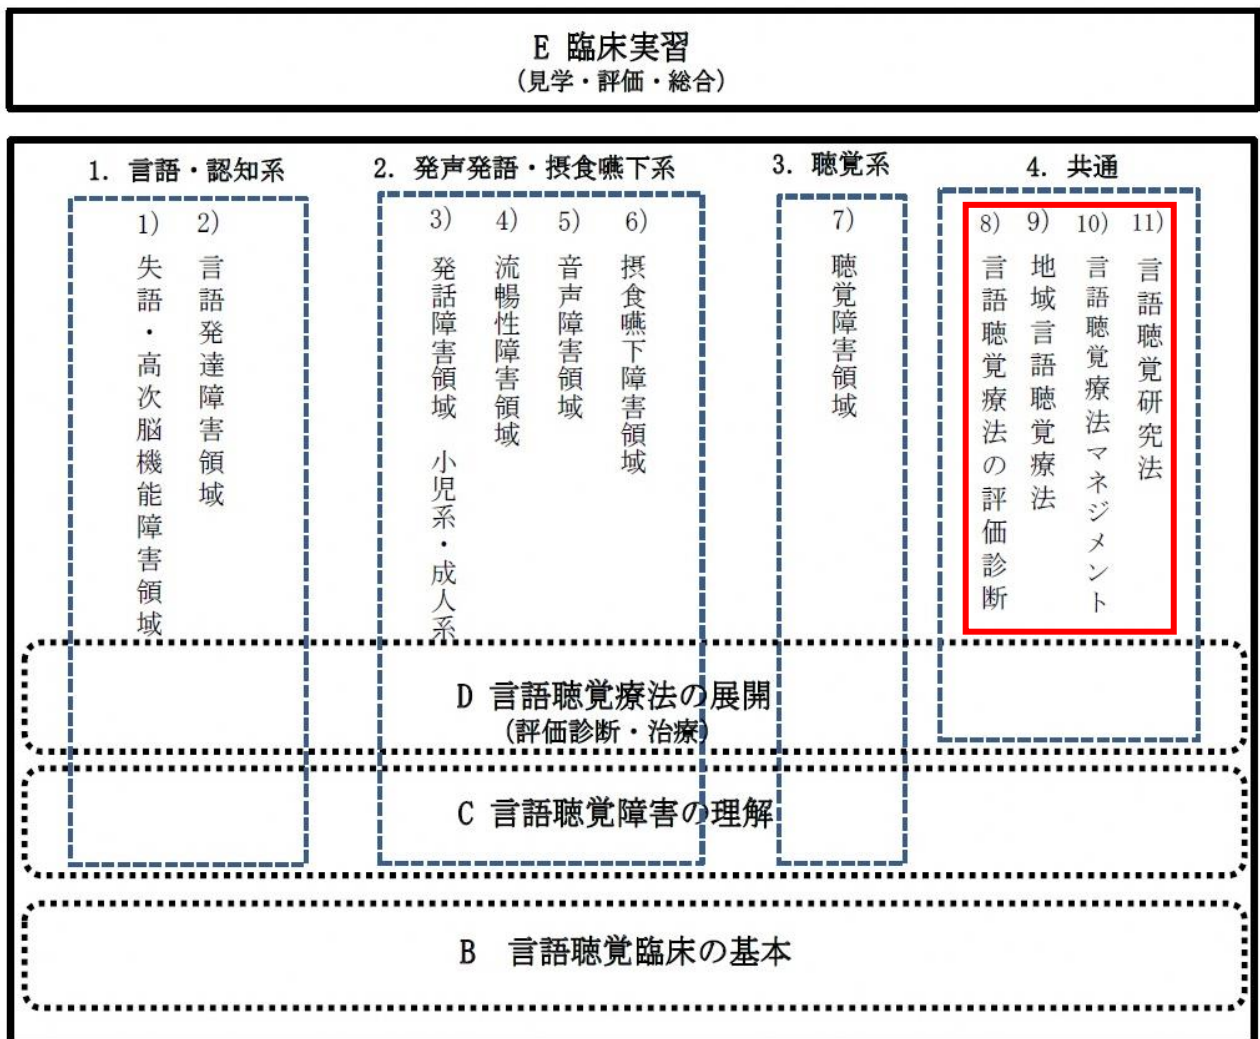 E 臨床実習
(見学・評価・総合)
1. 言語・認知系
1)
失語・高次脳機能障害領域
2)
言語発達障害領域
2. 発声発語・摂食嚥下系
3)
発話障害領域 小児系・成人系
4)
流暢性障害領域
5)
音声障害領域
6)
摂食嚥下障害領域
3. 聴覚系
7)
聴覚障害領域
4. 共通
8)
言語聴覚療法の評価診断
9)
地域言語聴覚療法
10)
言語聴覚療法マネジメント
11)
言語聴覚研究法
D 言語聴覚療法の展開
(評価診断・治療)
C 言語聴覚障害の理解
B 言語聴覚臨床の基本